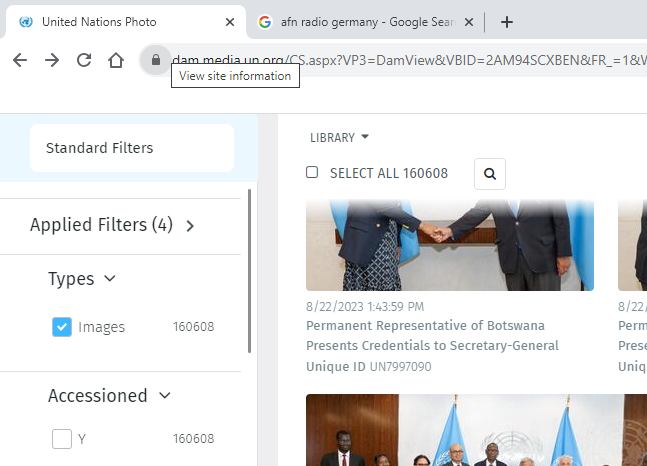 United Nations Photo
afn radio germany - Google Sear
dam.media.un.org/CS.aspx?VP3=DamView&VBID=2AM94SCXBEN&FR_=1&W
View site information
Standard Filters
Applied Filters (4)
Types
Images 160608
Accessioned
Y 160608
LIBRARY
SELECT ALL 160608
8/22/2023 1:43:59 PM
Permanent Representative of Botswana
Presents Credentials to Secretary-General
Unique ID UN7997090
8/22/
Perm
Prese
Uniq